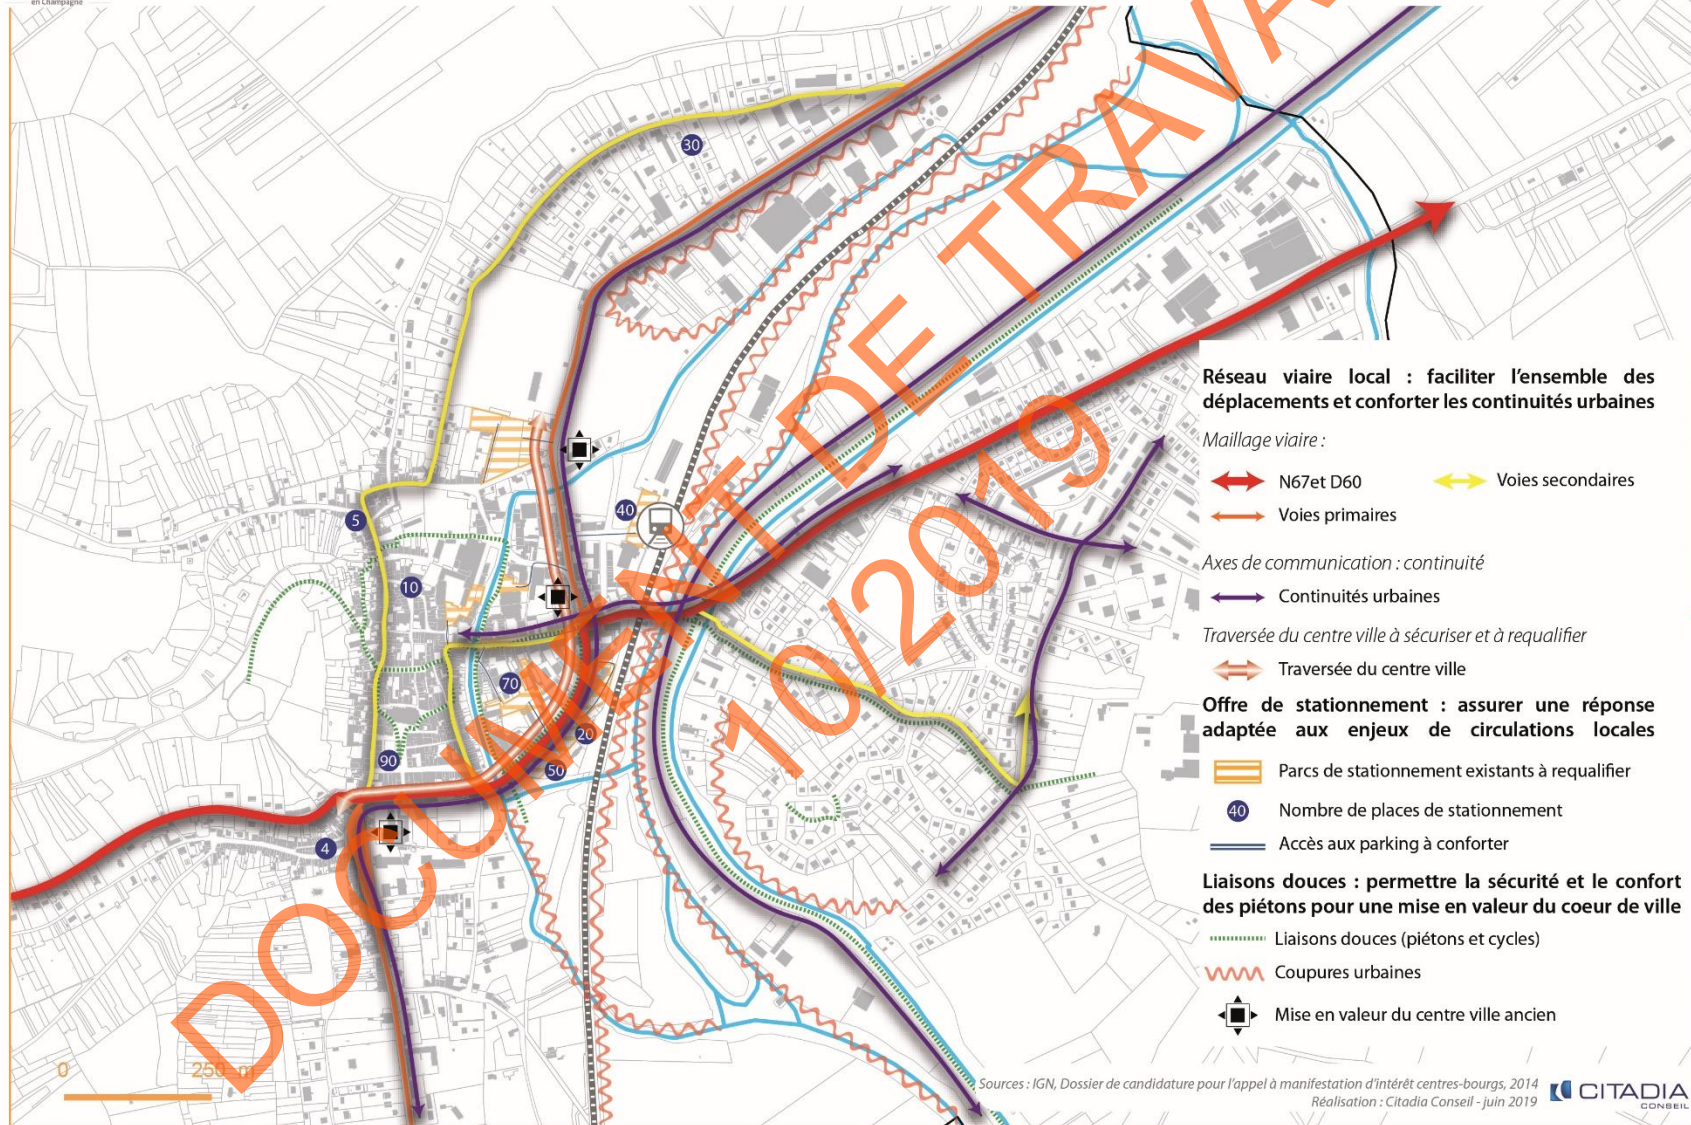 en Champagne
30
5
40
10
70
20
50
90
4
0 250 m
DOCUMENT DE TRAVA
10/2019
Réseau viaire local : faciliter l'ensemble des
déplacements et conforter les continuités urbaines
Maillage viaire :
N67et D60
Voies secondaires
Voies primaires
Axes de communication : continuité
Continuités urbaines
Traversée du centre ville à sécuriser et à requalifier
Traversée du centre ville
Offre de stationnement : assurer une réponse
adaptée aux enjeux de circulations locales
Parcs de stationnement existants à requalifier
40 Nombre de places de stationnement
Accès aux parking à conforter
Liaisons douces : permettre la sécurité et le confort
des piétons pour une mise en valeur du coeur de ville
Liaisons douces (piétons et cycles)
Coupures urbaines
Mise en valeur du centre ville ancien
Sources : IGN, Dossier de candidature pour l'appel à manifestation d'intérêt centres-bourgs, 2014
Réalisation : Citadia Conseil - juin 2019
CITADIA
CONSEIL